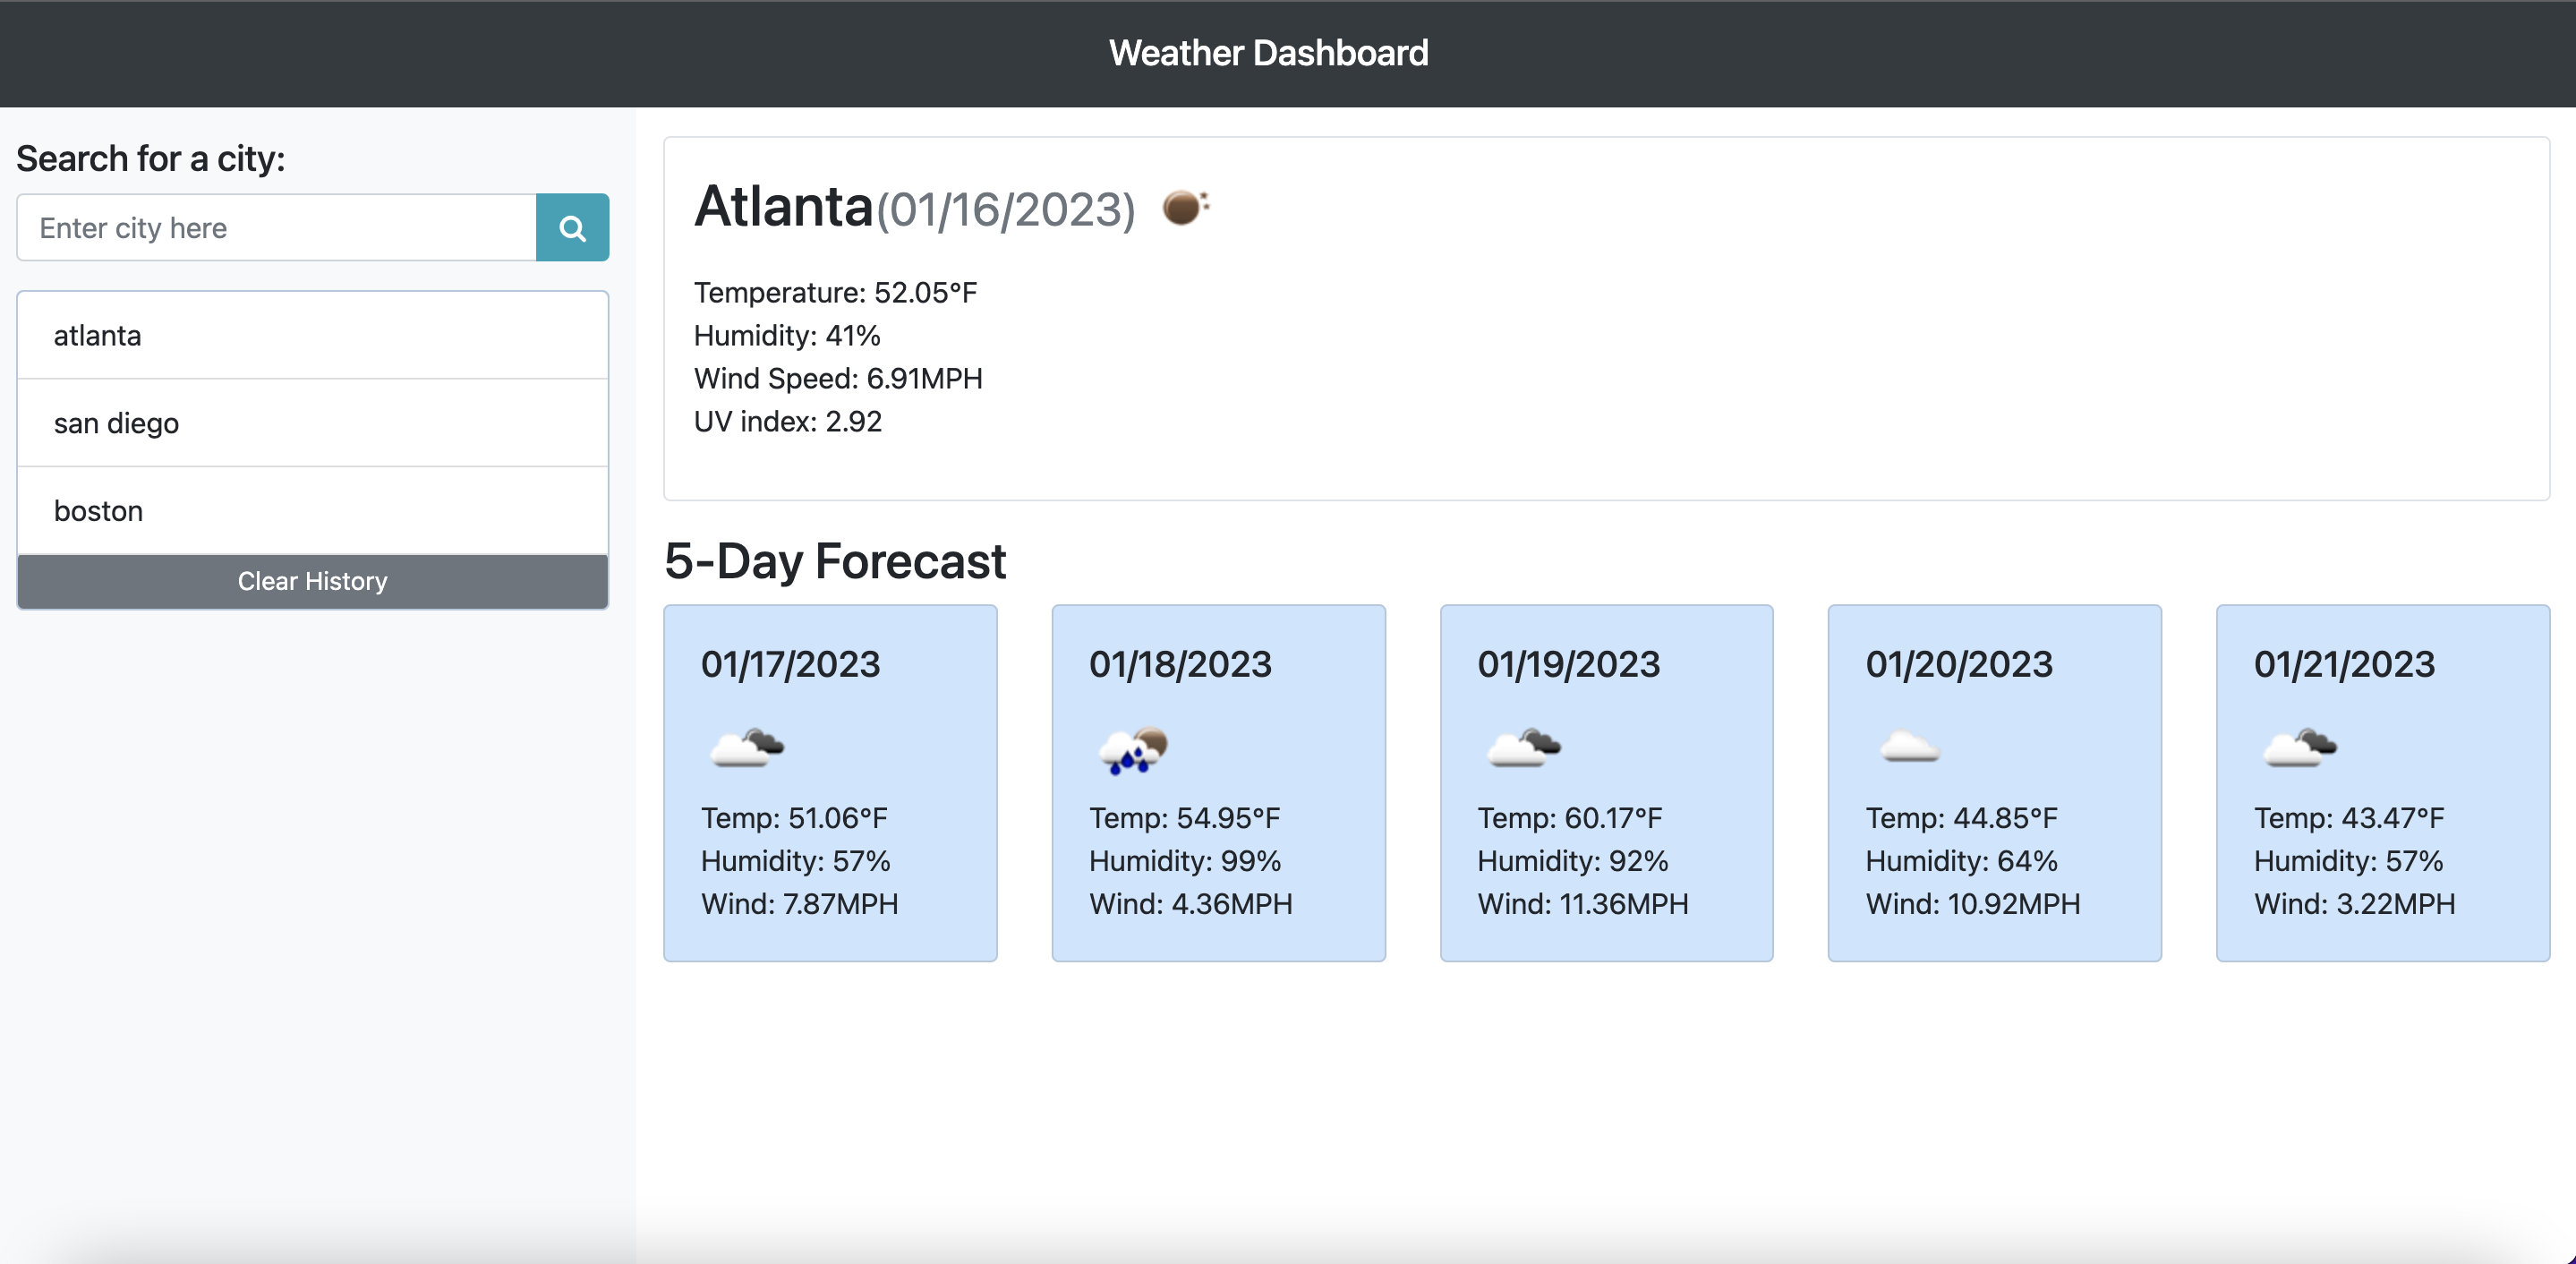 Weather Dashboard
Search for a city:
Enter city here
atlanta
san diego
boston
Clear History
Atlanta(01/16/2023)
Temperature: 52.05°F
Humidity: 41%
Wind Speed: 6.91MPH
UV index: 2.92
5-Day Forecast
01/17/2023
Temp: 51.06°F
Humidity: 57%
Wind: 7.87MPH
01/18/2023
Temp: 54.95°F
Humidity: 99%
Wind: 4.36MPH
01/19/2023
Temp: 60.17°F
Humidity: 92%
Wind: 11.36MPH
01/20/2023
Temp: 44.85°F
Humidity: 64%
Wind: 10.92MPH
01/21/2023
Temp: 43.47°F
Humidity: 57%
Wind: 3.22MPH